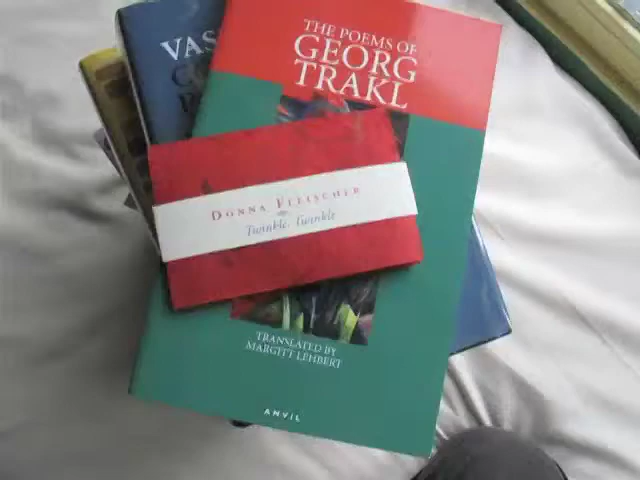 VAS
THE POEMS OF
GEORG
TRAKL
DONNA FLEISCHER
Twinkle, Twinkle
TRANSLATED BY
MARGITT LEHBERT
ANVIL